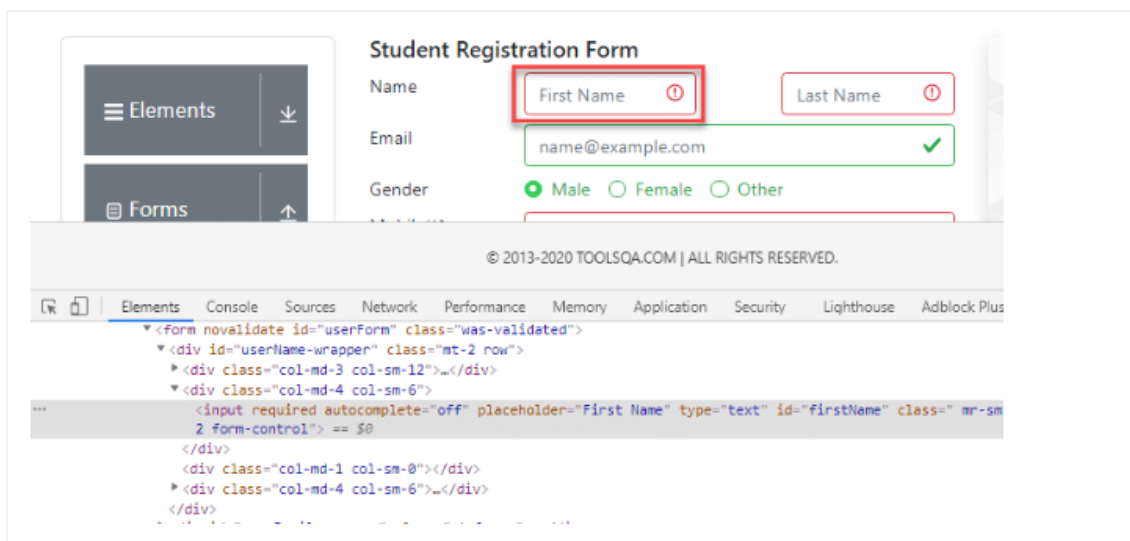 Student Registration Form
Name
First Name
Last Name
Elements
Email
name@example.com
Gender
Male
Female
Other
Forms
© 2013-2020 TOOLSQA.COM | ALL RIGHTS RESERVED.
Elements Console Sources Network Performance Memory Application Security Lighthouse Adblock Plus
<form novalidate id="userForm" class="was-validated">
<div id="userName-wrapper" class="mt-2 row">
<div class="col-md-3 col-sm-12">…</div>
<div class="col-md-4 col-sm-6">
... <input required autocomplete="off" placeholder="First Name" type="text" id="firstName" class=" mr-sm
2 form-control"> == $0
</div>
<div class="col-md-1 col-sm-0"></div>
<div class="col-md-4 col-sm-6">…</div>
</div>